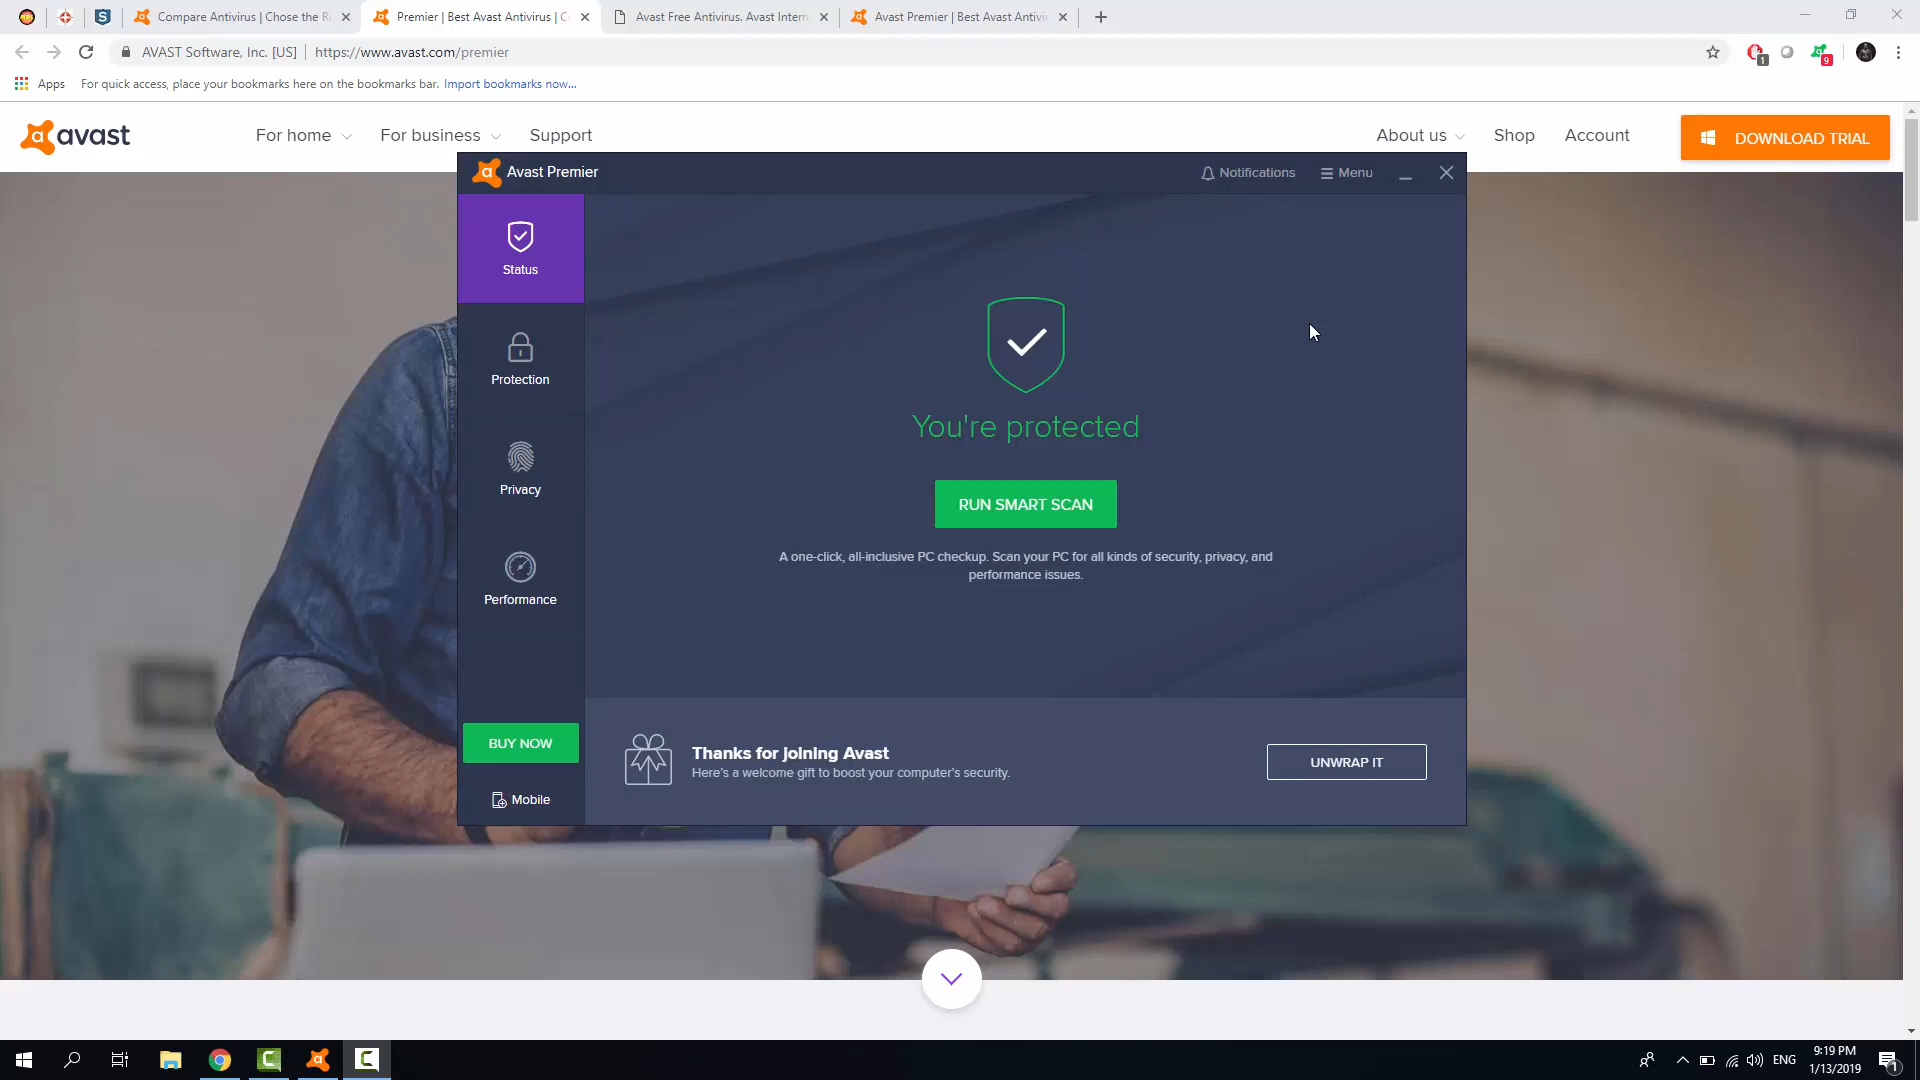 Compare Antivirus | Chose the Ri
Premier | Best Avast Antivirus | C
Avast Free Antivirus. Avast Intern
Avast Premier | Best Avast Antivir
AVAST Software, Inc. [US]
https://www.avast.com/premier
1
9
Apps
For quick access, place your bookmarks here on the bookmarks bar. Import bookmarks now...
avast
For home
For business
Support
About us
Shop
Account
DOWNLOAD TRIAL
Avast Premier
Notifications
Menu
Status
Protection
Privacy
Performance
You're protected
RUN SMART SCAN
A one-click, all-inclusive PC checkup. Scan your PC for all kinds of security, privacy, and
performance issues.
BUY NOW
Mobile
Thanks for joining Avast
Here's a welcome gift to boost your computer's security.
UNWRAP IT
ENG
9:19 PM
1/13/2019
1